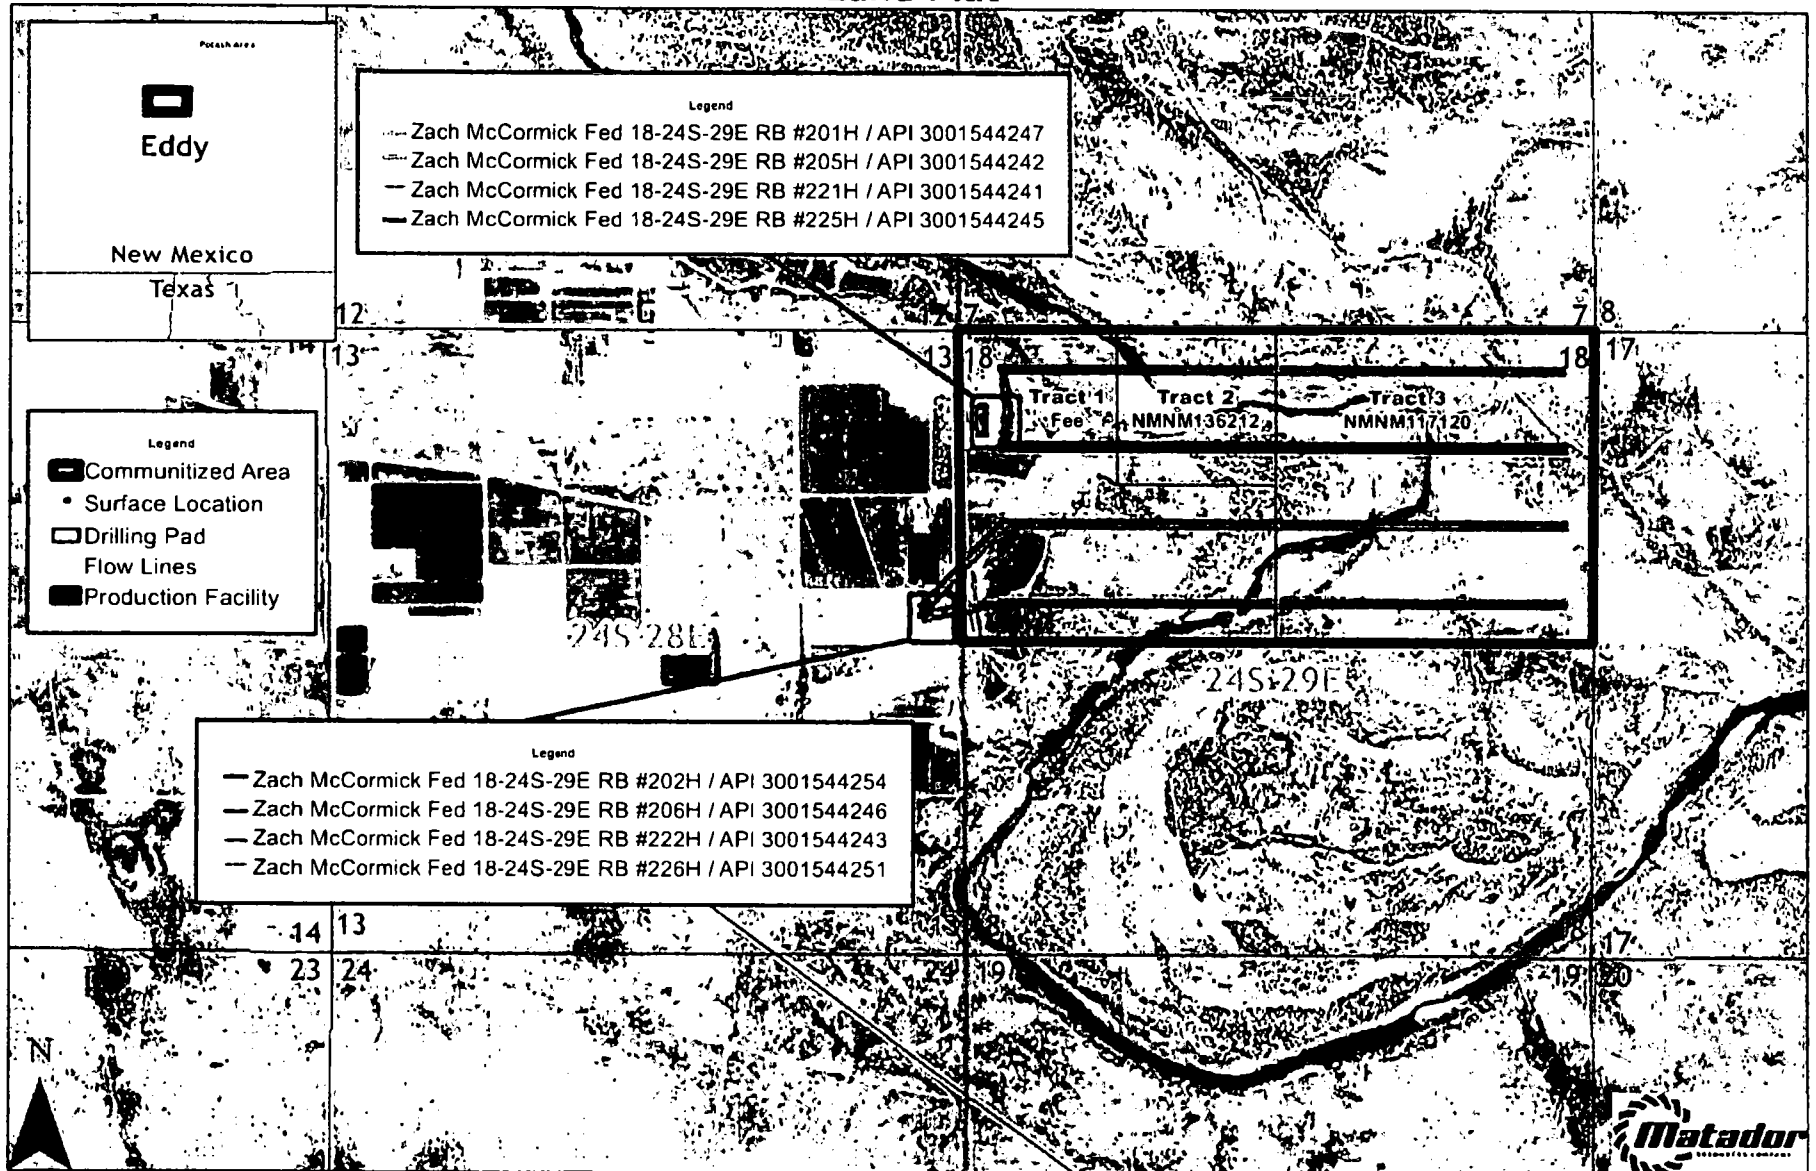 Potash Area
Eddy
New Mexico
Texas
Legend
Zach McCormick Fed 18-24S-29E RB #201H / API 3001544247
Zach McCormick Fed 18-24S-29E RB #205H / API 3001544242
Zach McCormick Fed 18-24S-29E RB #221H / API 3001544241
Zach McCormick Fed 18-24S-29E RB #225H / API 3001544245
12
7
7
8
13
13
18
18
17
Tract 1
Fee
Tract 2
NMNM136212
Tract 3
NMNM117120
Legend
Communitized Area
Surface Location
Drilling Pad
Flow Lines
Production Facility
24S-28E
24S-29E
Legend
Zach McCormick Fed 18-24S-29E RB #202H / API 3001544254
Zach McCormick Fed 18-24S-29E RB #206H / API 3001544246
Zach McCormick Fed 18-24S-29E RB #222H / API 3001544243
Zach McCormick Fed 18-24S-29E RB #226H / API 3001544251
14
13
17
23
24
24
19
19
20
N
Matador
RESOURCES COMPANY